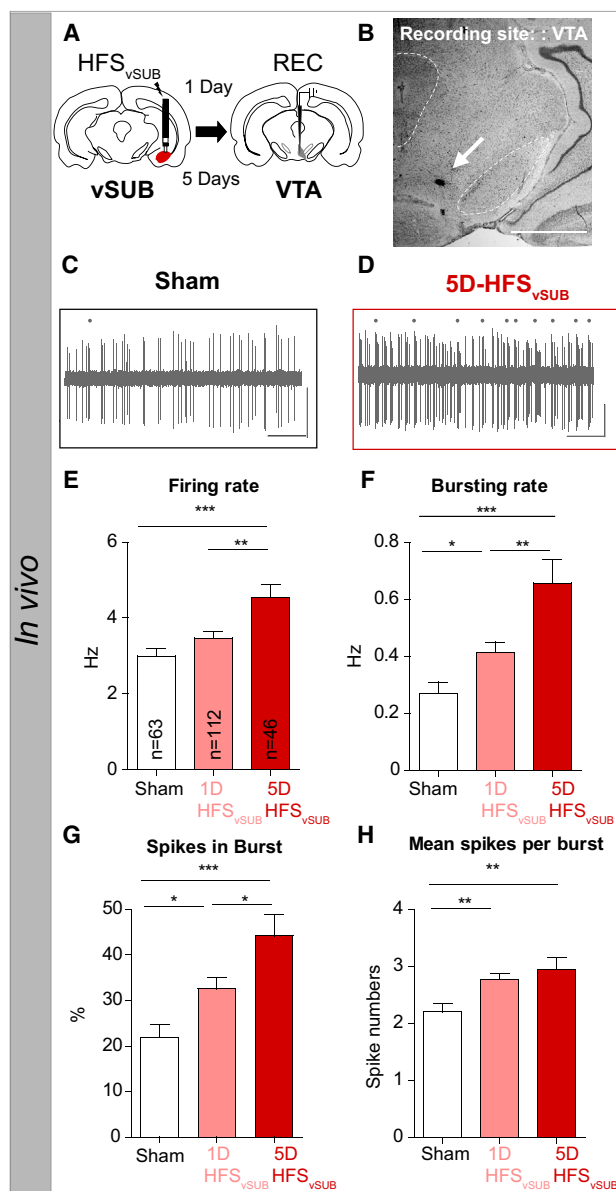 In vivo
A
HFSvSUB
1 Day
REC
5 Days
vSUB
VTA
B
Recording site: : VTA
C
Sham
D
5D-HFSvSUB
E
Firing rate
***
**
6
4
2
0
Hz
n=63
n=112
n=46
Sham
1D
HFSvSUB
5D
HFSvSUB
F
Bursting rate
***
*
**
0.8
0.6
0.4
0.2
0
Hz
Sham
1D
HFSvSUB
5D
HFSvSUB
G
Spikes in Burst
***
*
*
50
40
30
20
10
0
%
Sham
1D
HFSvSUB
5D
HFSvSUB
H
Mean spikes per burst
**
**
4
3
2
1
0
Spike numbers
Sham
1D
HFSvSUB
5D
HFSvSUB